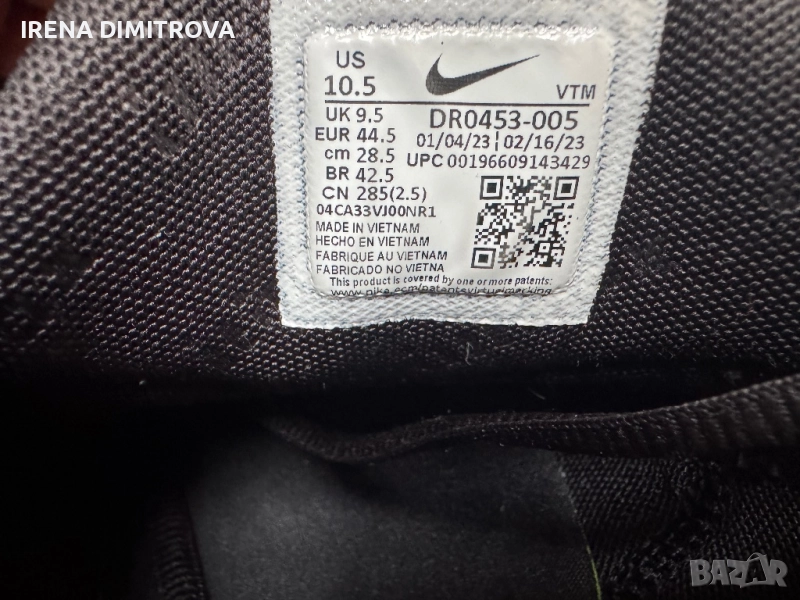 IRENA DIMITROVA
US
10.5
VTM
UK 9.5
DR0453-005
EUR 44.5
01/04/23 | 02/16/23
cm 28.5
UPC 00196609143429
BR 42.5
CN 285(2.5)
04CA33VJ00NR1
MADE IN VIETNAM
HECHO EN VIETNAM
FABRIQUE AU VIETNAM
FABRICADO NO VIETNA
This product is covered by one or more patents:
BAZAR